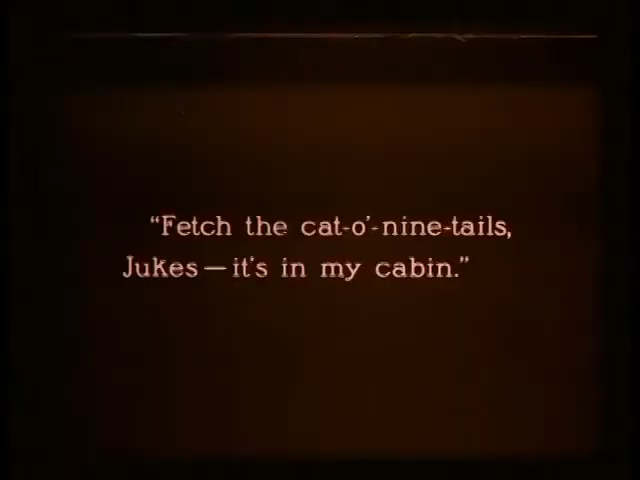 “Fetch the cat-o’-nine-tails,
Jukes—it’s in my cabin.”